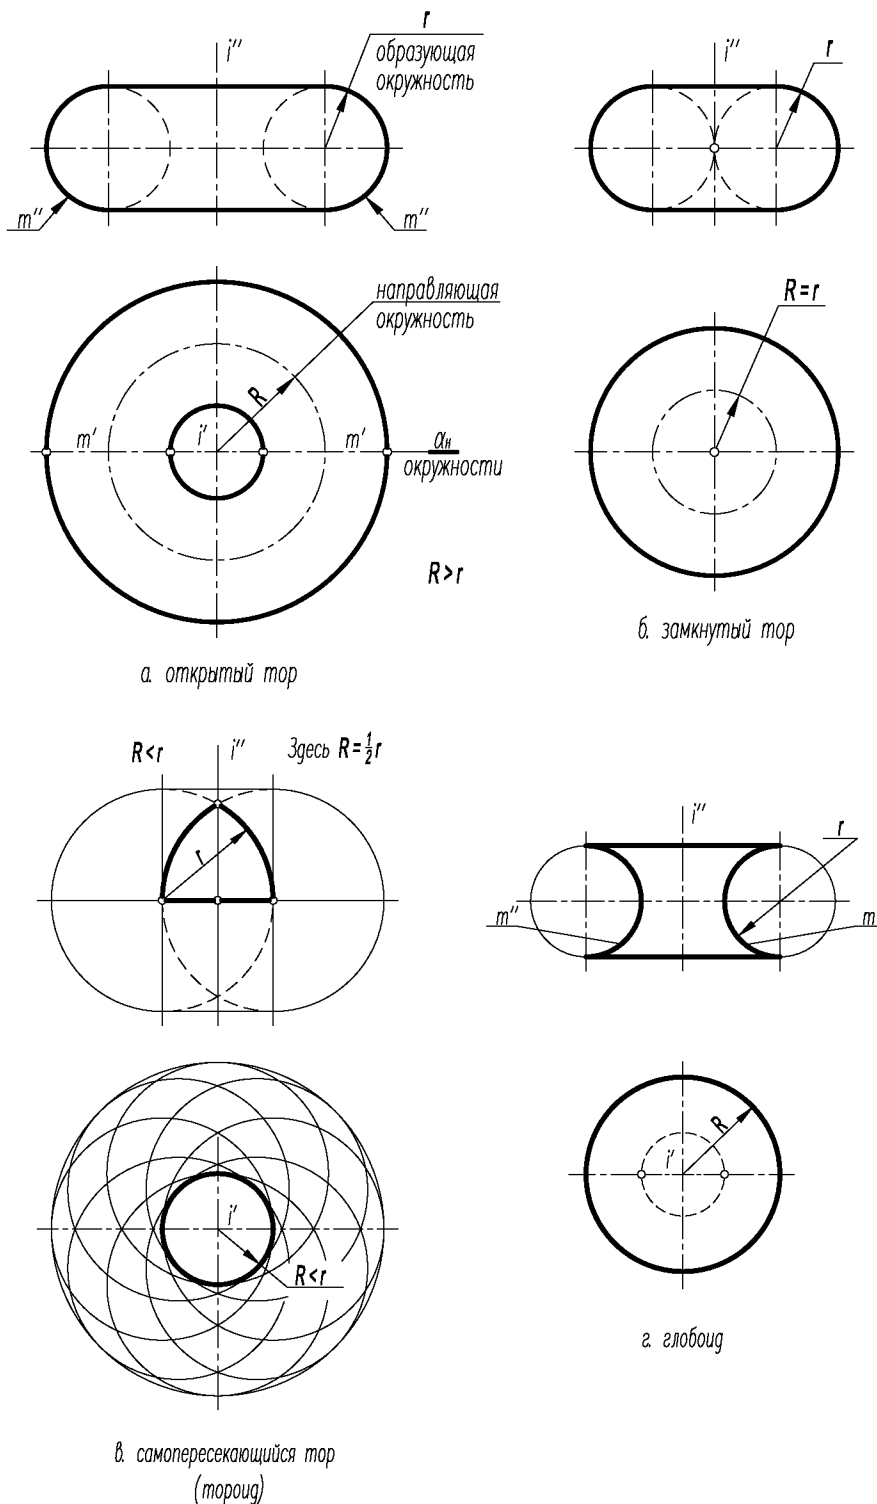 r
образующая
окружность
i''
m''
m''
направляющая
окружность
R
m'
i'
m'
αн
окружности
R>r
а. открытый тор
i''
r
R=r
б. замкнутый тор
R<r
i''
Здесь R=½r
r
i'
R<r
в. самопересекающийся тор
(тороид)
i''
r
m''
m
R
i'
г. глобоид